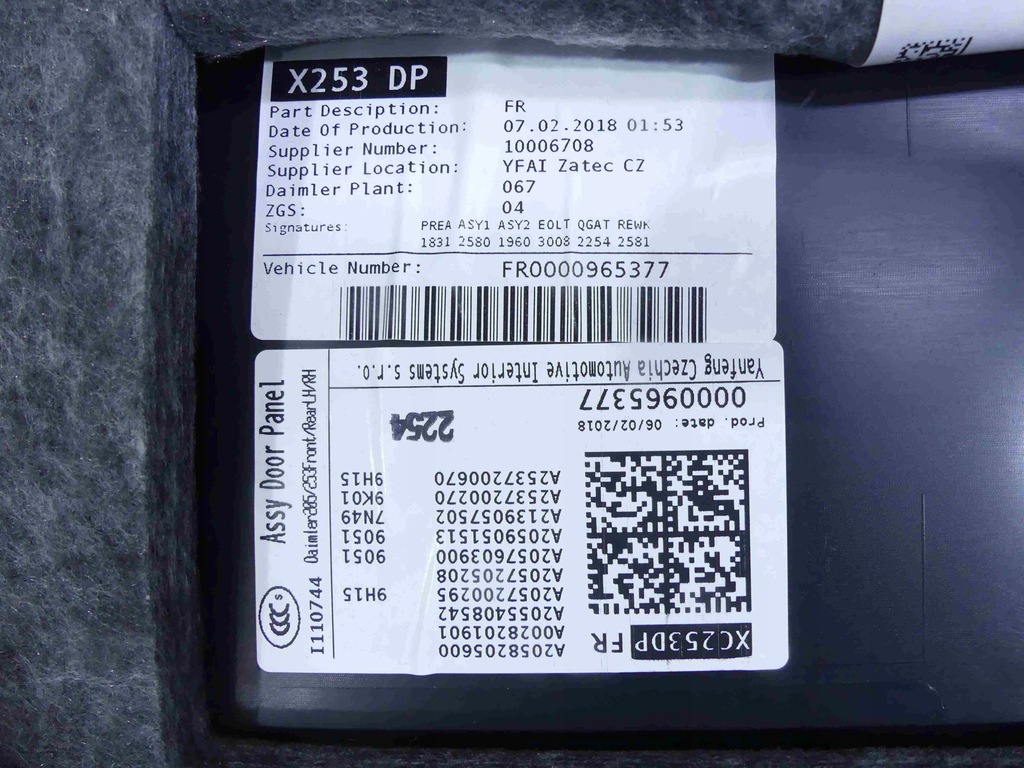 X253 DP
Part Desciption: FR
Date Of Production: 07.02.2018 01:53
Supplier Number: 10006708
Supplier Location: YFAI Zatec CZ
Daimler Plant: 067
ZGS: 04
Signatures: PREA ASY1 ASY2 EOLT QGAT REWK
1831 2580 1960 3008 2254 2581
Vehicle Number: FR0000965377
XC253DP FR
A2058205600
A0028201901
A2055408542
A2057200295 9H15
A2057205208
A2057603900 9051
A2059051513 9051
A2139057502 7N49
A2537200270 9K01
A2537200670 9H15
2254
Prod. date: 06/02/2018
0000965377
Yanfeng Czechia Automotive Interior Systems s.r.o.
Assy Door Panel
Daimler205/253Front/RearLH/RH
CCC S
I110744